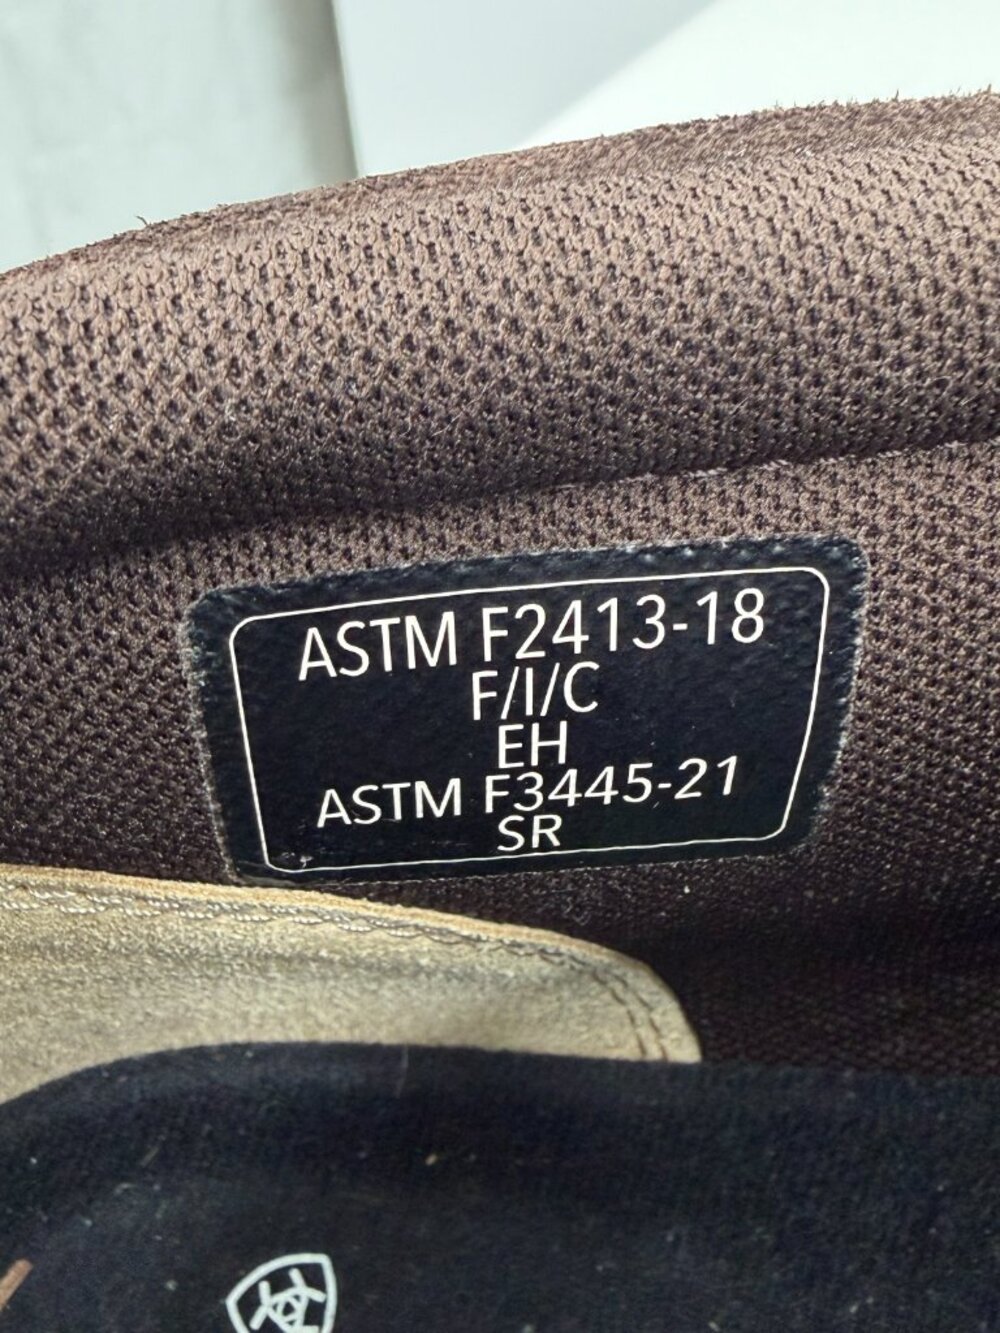 ASTM F2413-18
F/I/C
EH
ASTM F3445-21
SR